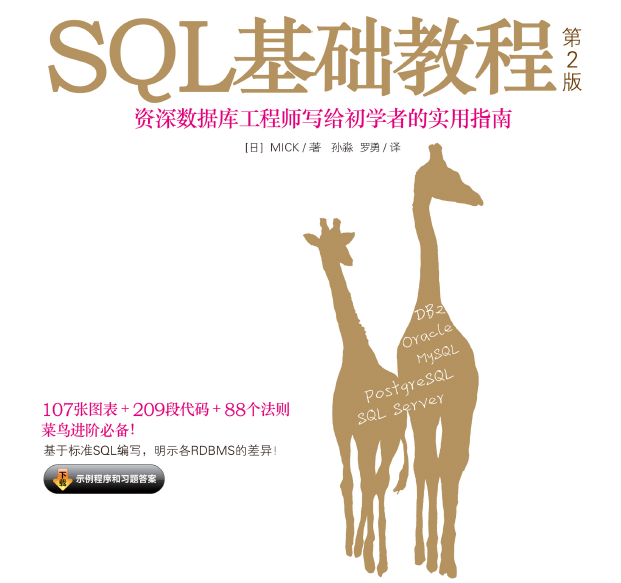 SQL基础教程
第2版
资深数据库工程师写给初学者的实用指南
[日] MICK / 著 孙淼 罗勇 / 译
DB2
Oracle
MySQL
PostgreSQL
SQL Server
107张图表 + 209段代码 + 88个法则
菜鸟进阶必备！
基于标准SQL编写，明示各RDBMS的差异！
下载
示例程序和习题答案